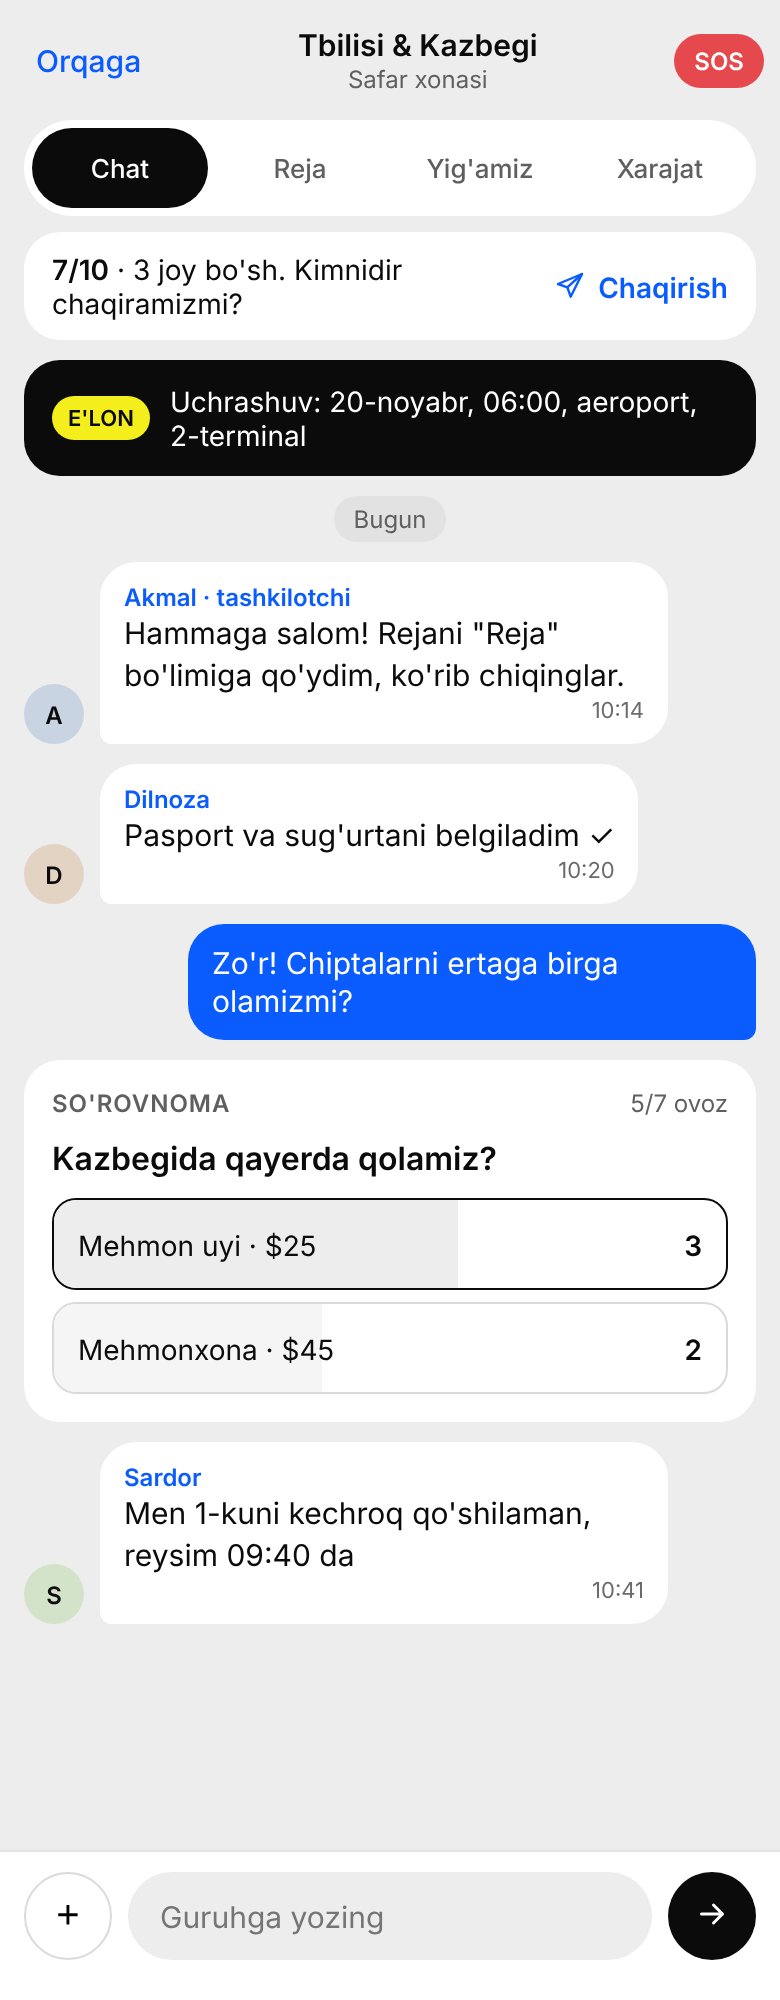 Orqaga
Tbilisi & Kazbegi
Safar xonasi
SOS
Chat
Reja
Yig'amiz
Xarajat
7/10 · 3 joy bo'sh. Kimnidir
chaqiramizmi?
Chaqirish
E'LON
Uchrashuv: 20-noyabr, 06:00, aeroport,
2-terminal
Bugun
Akmal · tashkilotchi
Hammaga salom! Rejani "Reja"
bo'limiga qo'ydim, ko'rib chiqinglar.
10:14
A
Dilnoza
Pasport va sug'urtani belgiladim ✓
10:20
D
Zo'r! Chiptalarni ertaga birga
olamizmi?
SO'ROVNOMA
5/7 ovoz
Kazbegida qayerda qolamiz?
Mehmon uyi · $25
3
Mehmonxona · $45
2
Sardor
Men 1-kuni kechroq qo'shilaman,
reysim 09:40 da
10:41
S
+
Guruhga yozing
→